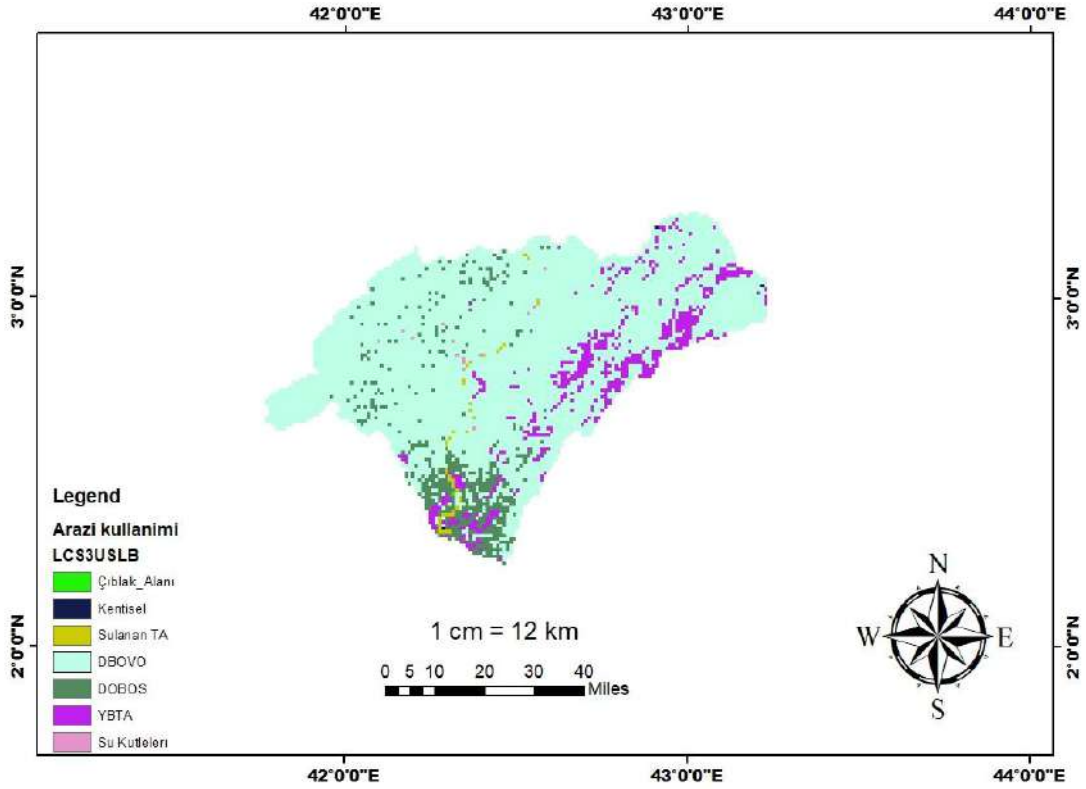 42°0'0"E 43°0'0"E 44°0'0"E
3°0'0"N 3°0'0"N
Legend
Arazi kullanimi
LCS3USLB
Çıblak_Alanı
Kentisel
Sulanan TA
DBOVO
DOBOS
YBTA
Su Kutleleri
1 cm = 12 km
0 5 10 20 30 40
Miles
N
W E
S
2°0'0"N 2°0'0"N
42°0'0"E 43°0'0"E 44°0'0"E